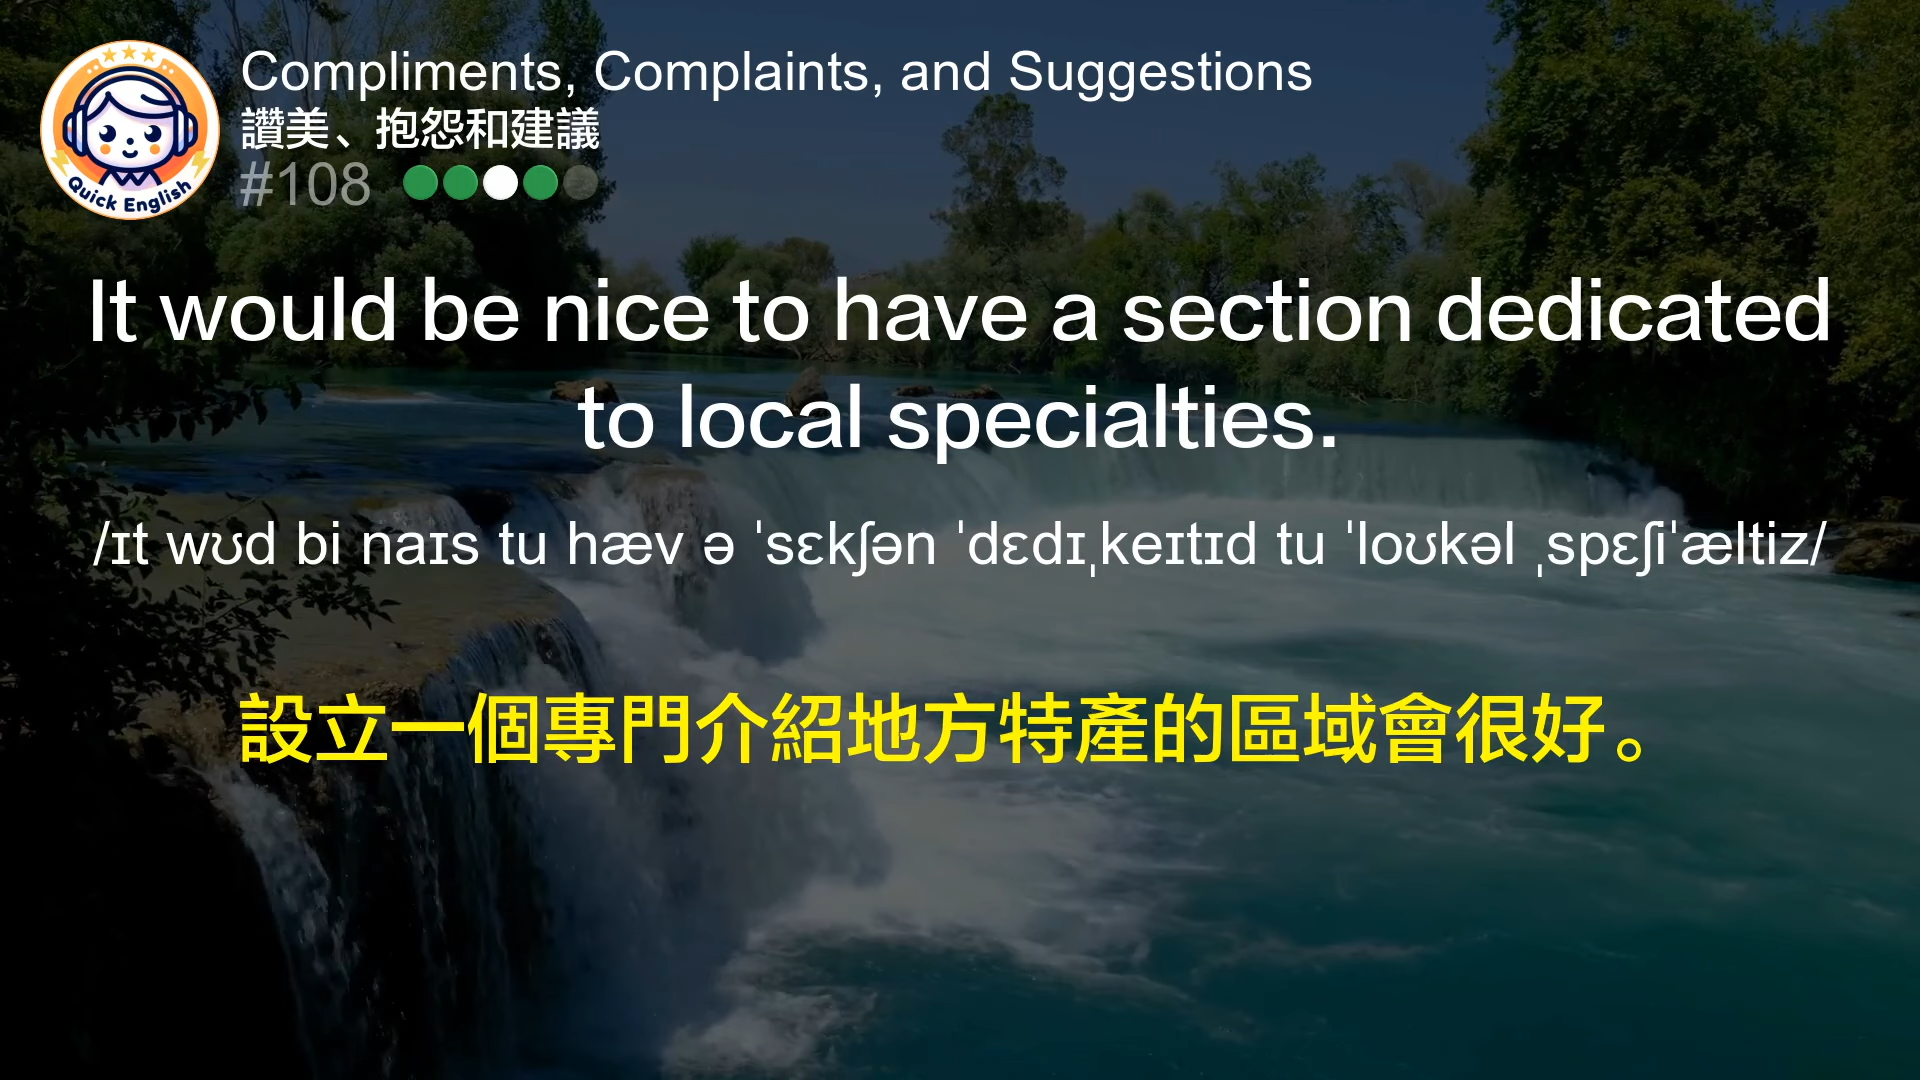 Compliments, Complaints, and Suggestions
讚美、抱怨和建議
#108
Quick English
It would be nice to have a section dedicated
to local specialties.
/ɪt wʊd bi naɪs tu hæv ə ˈsɛkʃən ˈdɛdɪˌkeɪtɪd tu ˈloʊkəl ˌspɛʃiˈæltiz/
設立一個專門介紹地方特產的區域會很好。